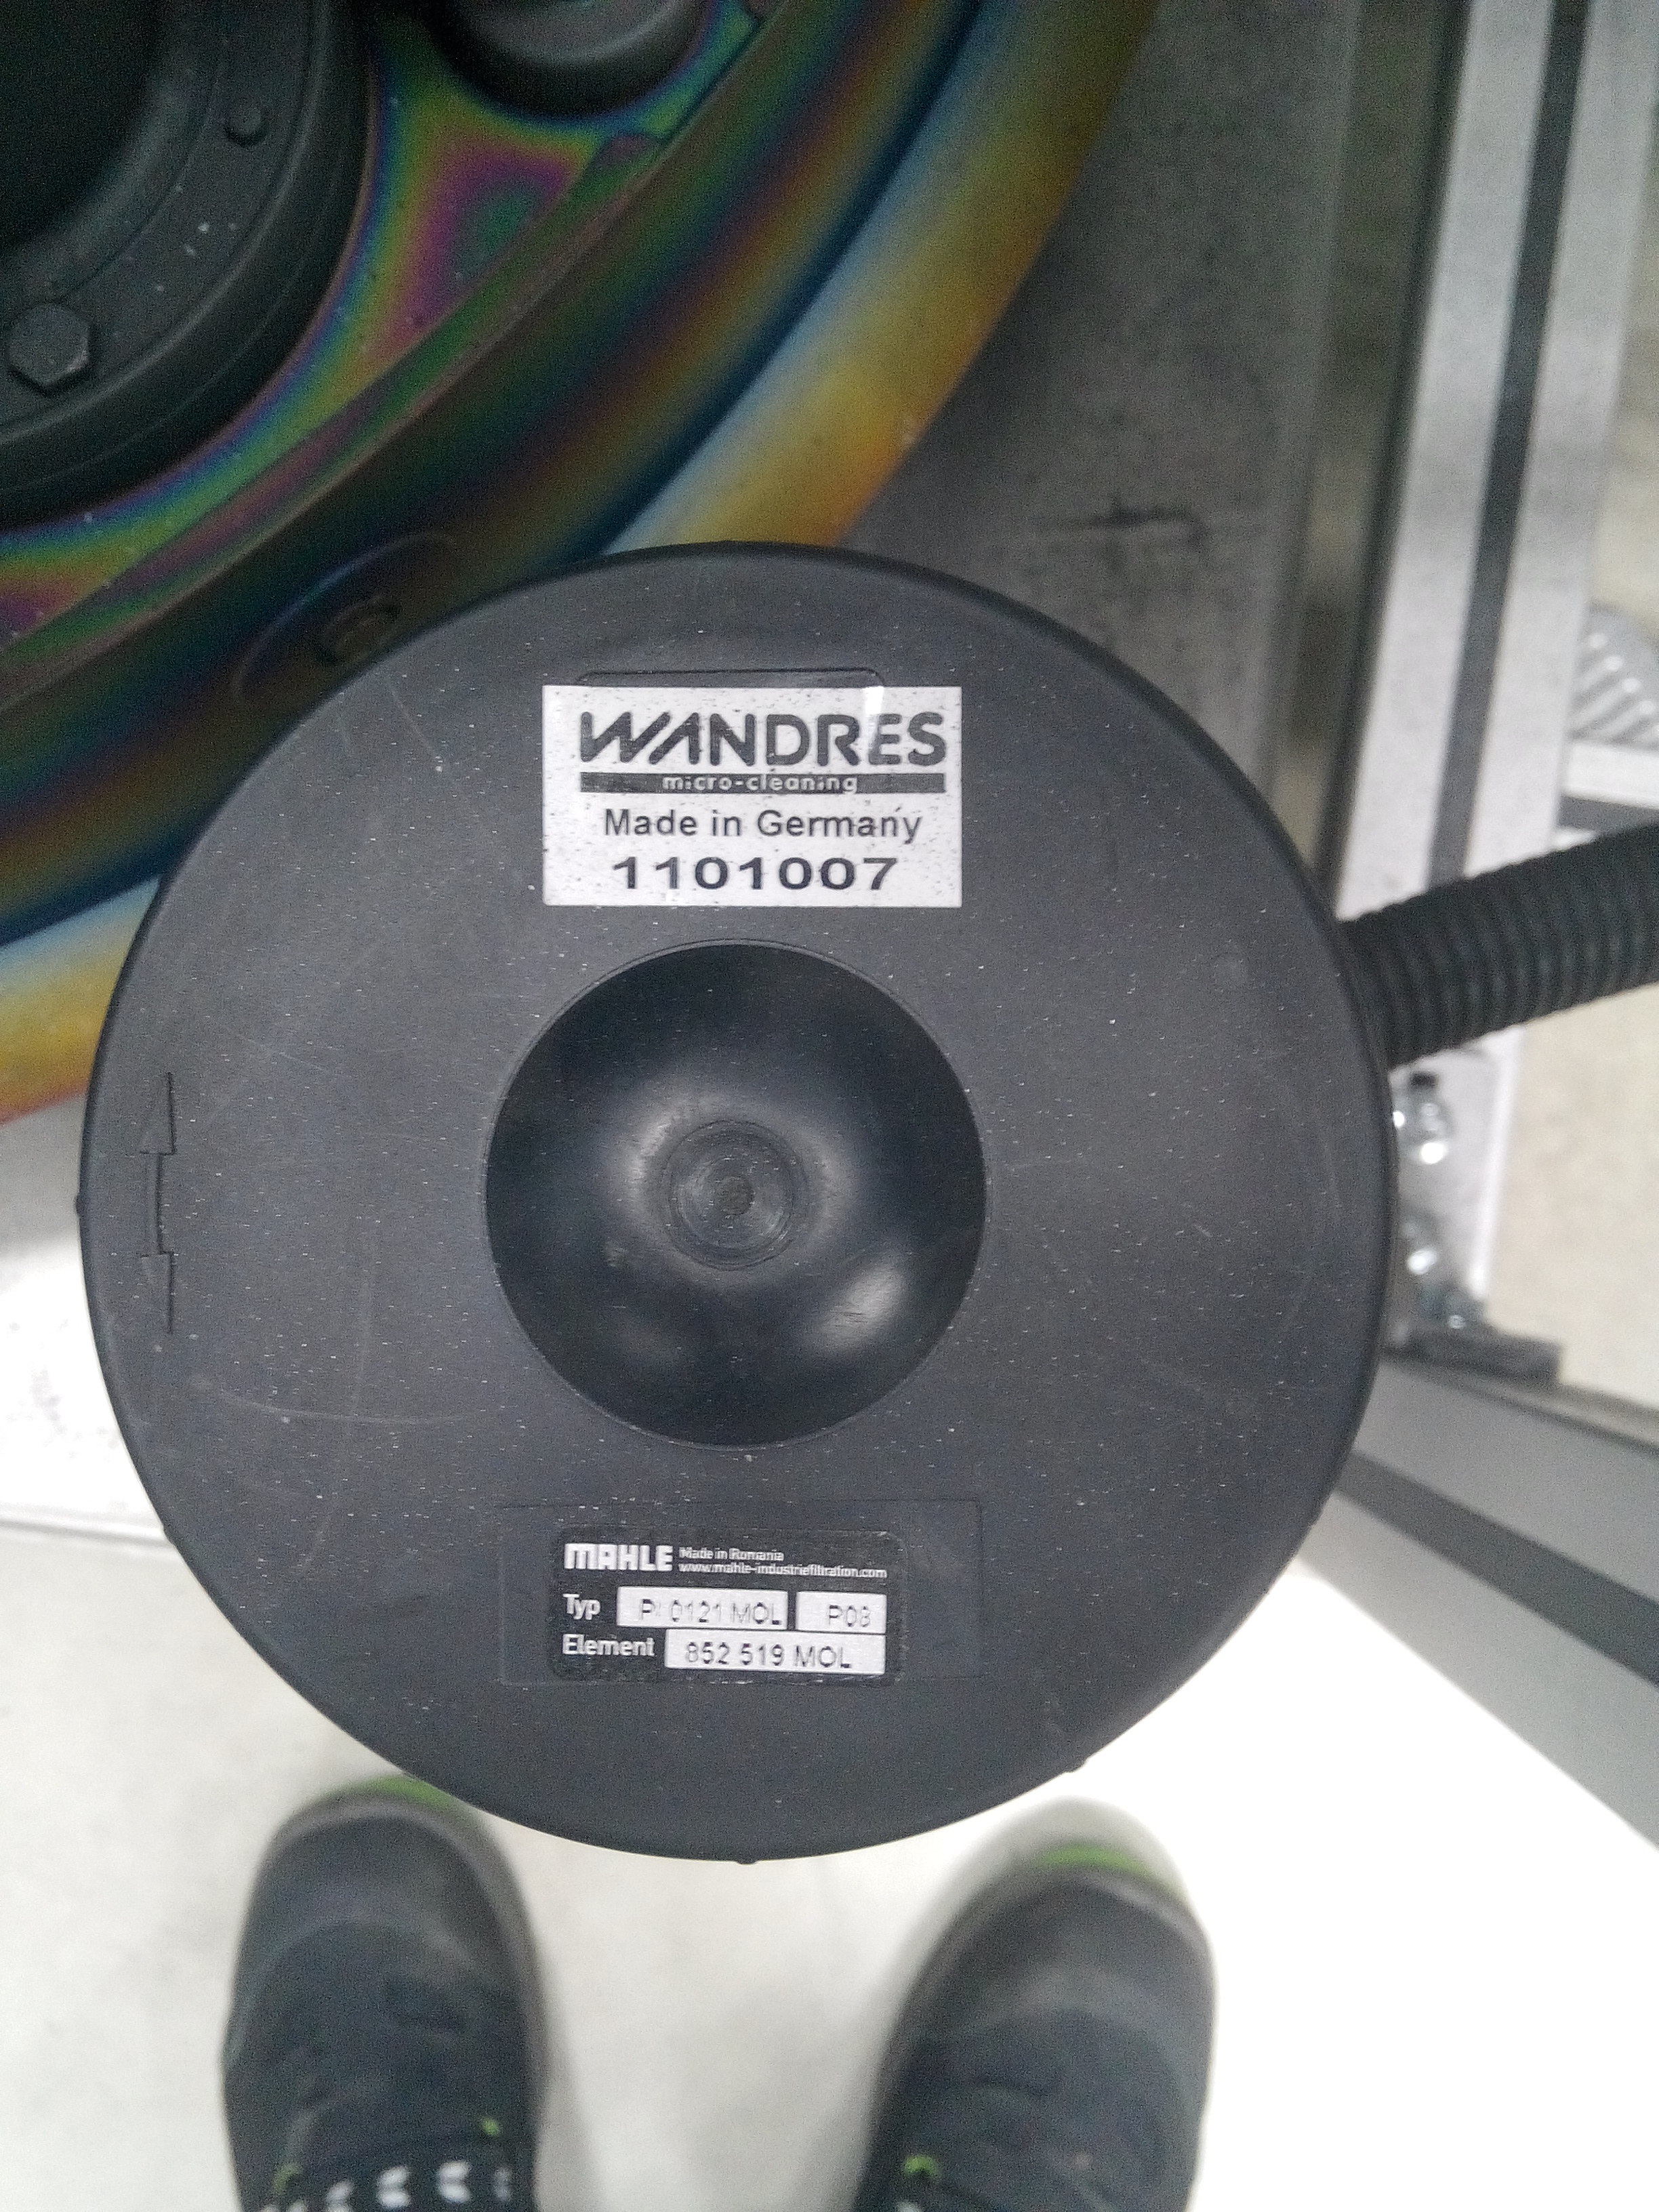 WANDRES
micro-cleaning
Made in Germany
1101007
MAHLE Made in Romania
www.mahle-industriefiltration.com
Typ 0121 MOL P08
Element 852 519 MOL